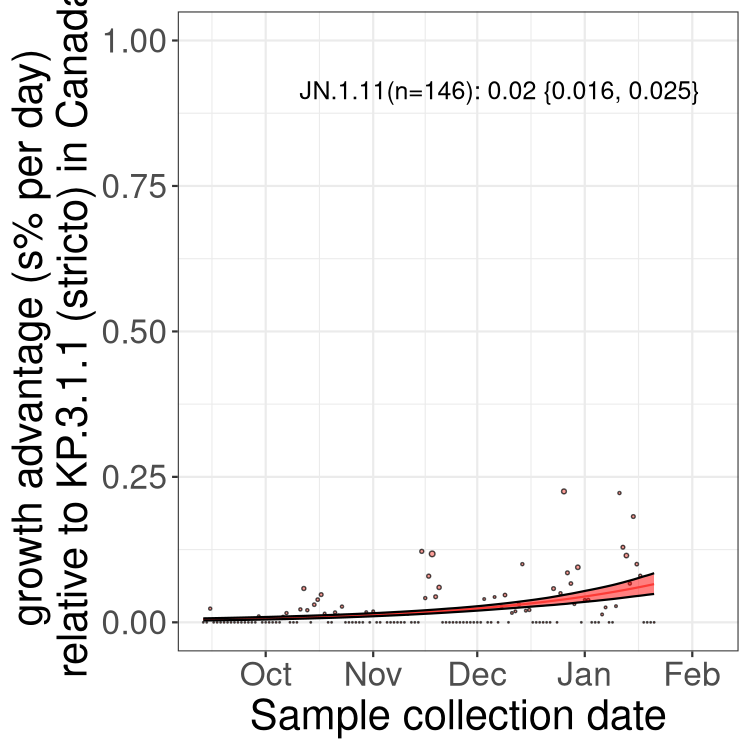 growth advantage (s% per day)
relative to KP.3.1.1 (stricto) in Canada
1.00
0.75
0.50
0.25
0.00
JN.1.11(n=146): 0.02 {0.016, 0.025}
Oct Nov Dec Jan Feb
Sample collection date